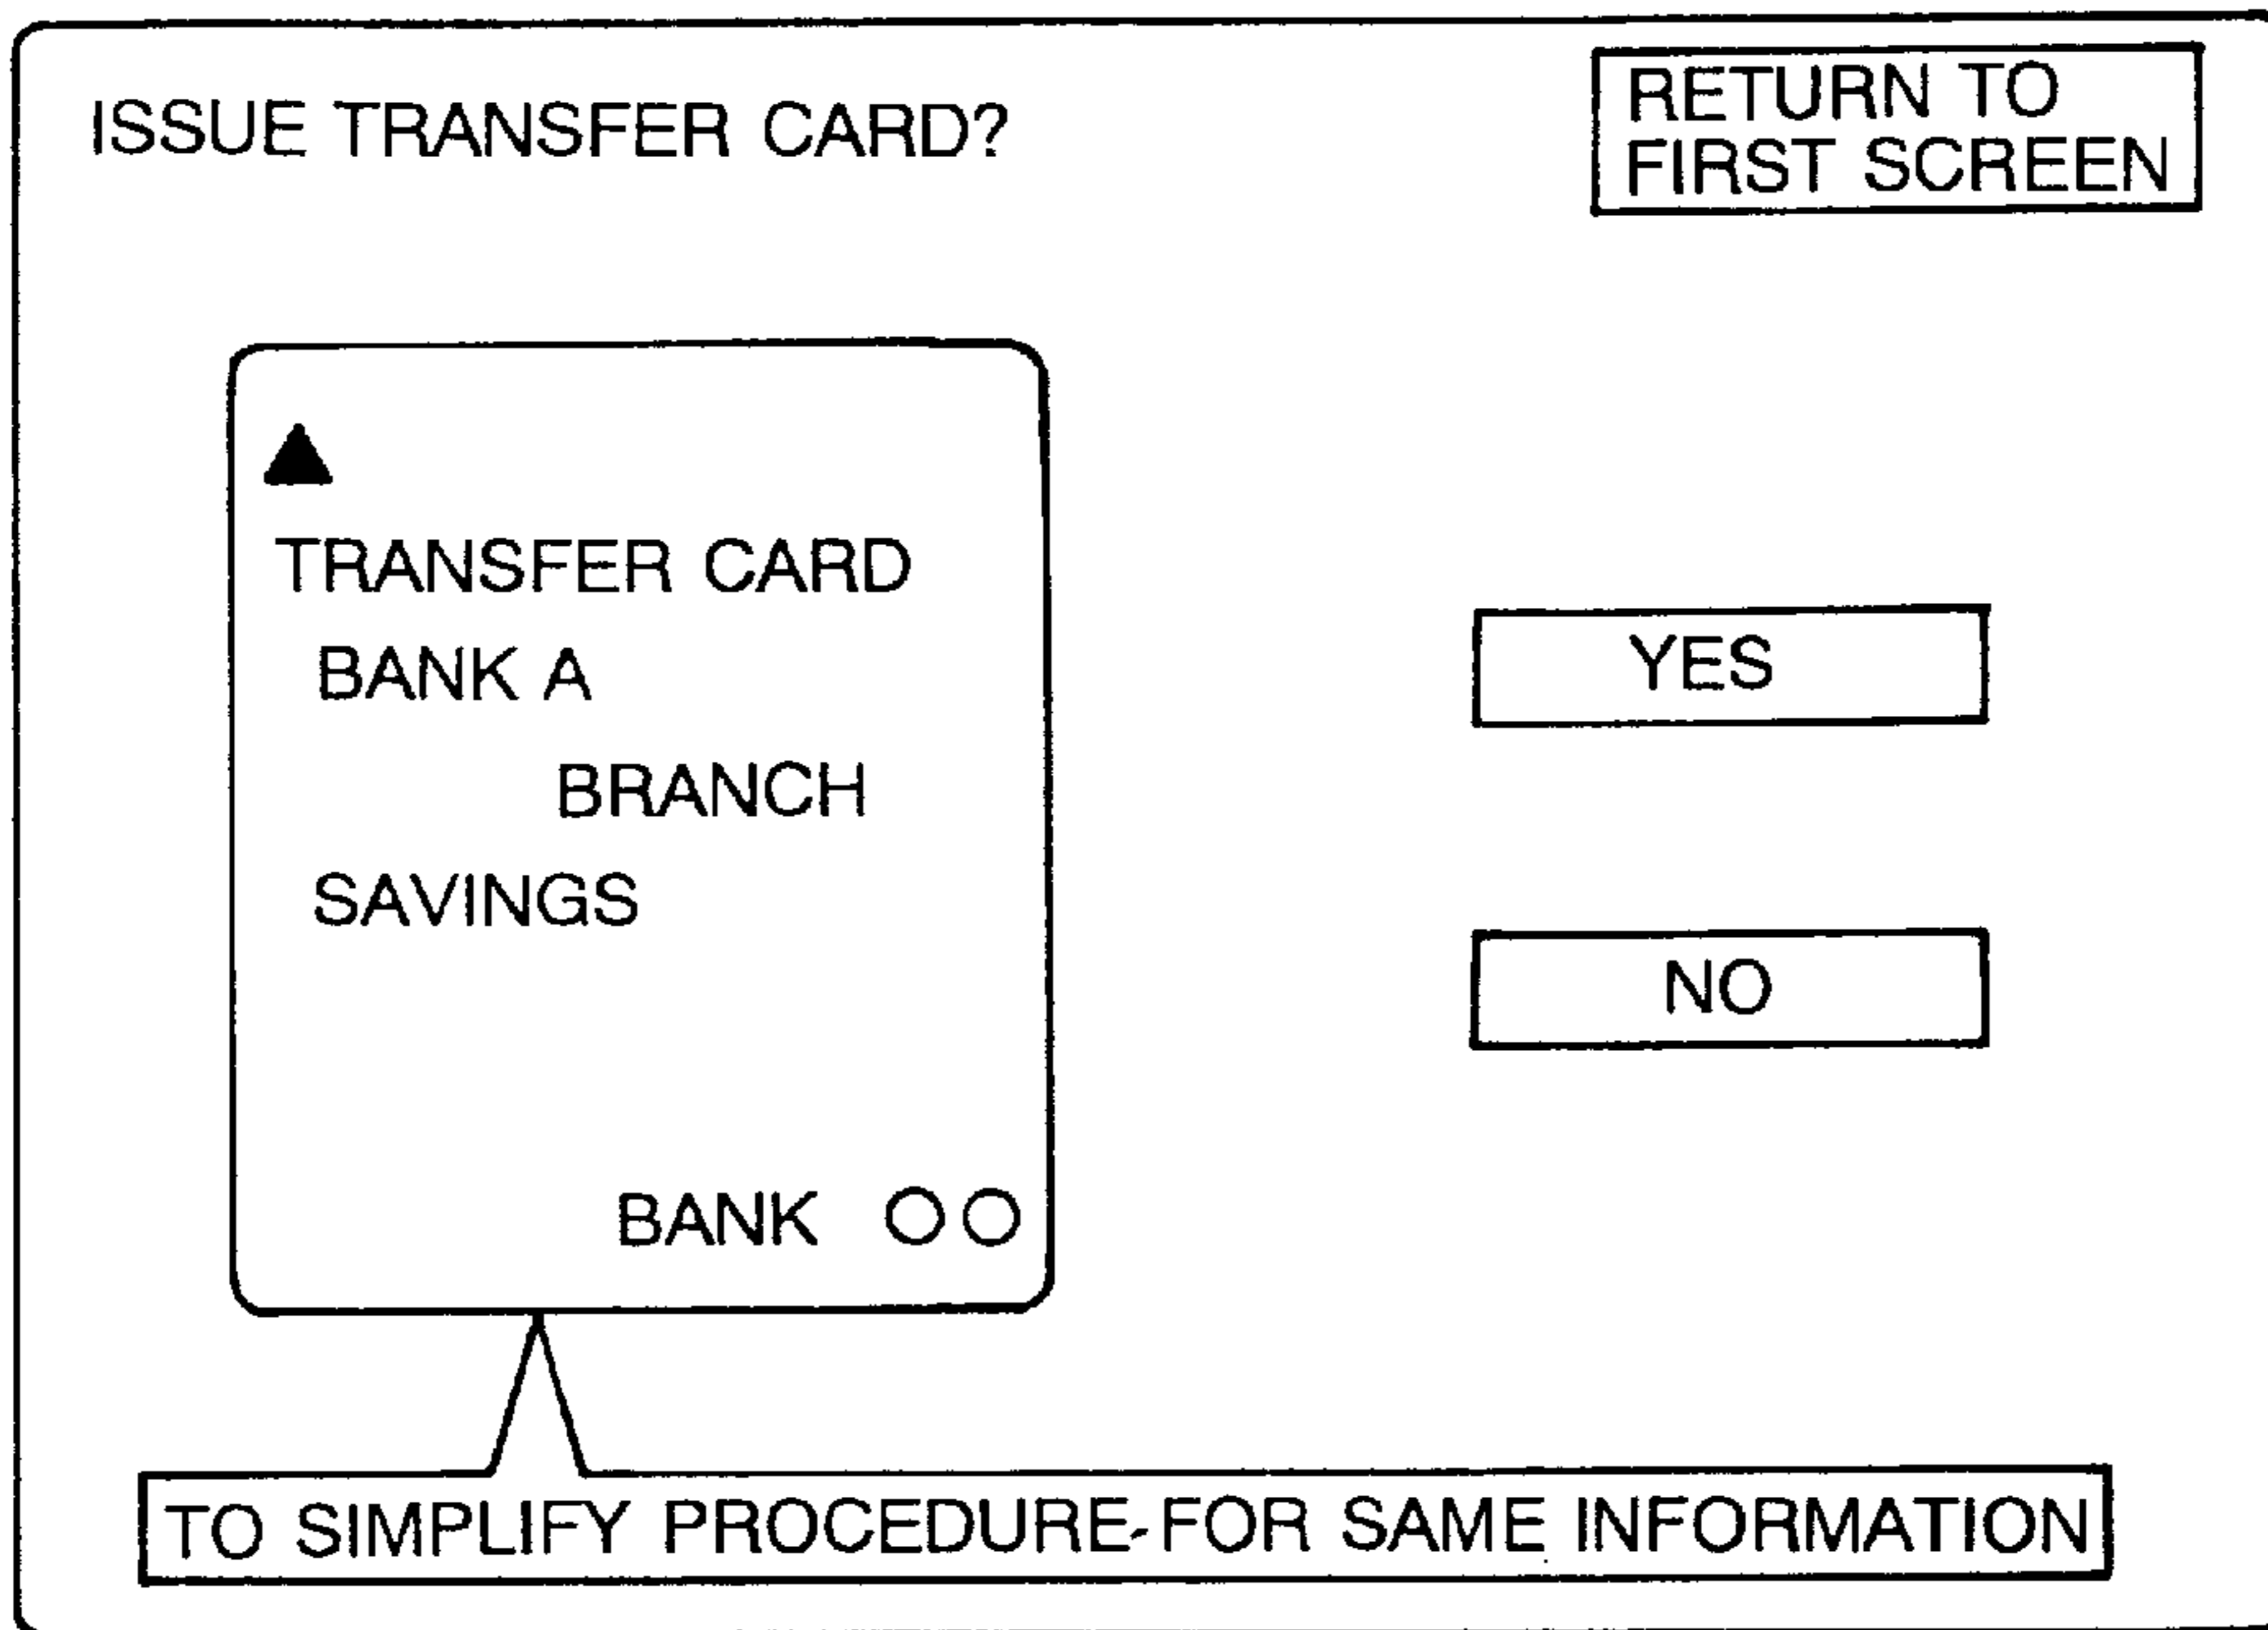 ISSUE TRANSFER CARD?
RETURN TO
FIRST SCREEN
▲
TRANSFER CARD
BANK A
BRANCH
SAVINGS
BANK ○○
YES
NO
TO SIMPLIFY PROCEDURE FOR SAME INFORMATION